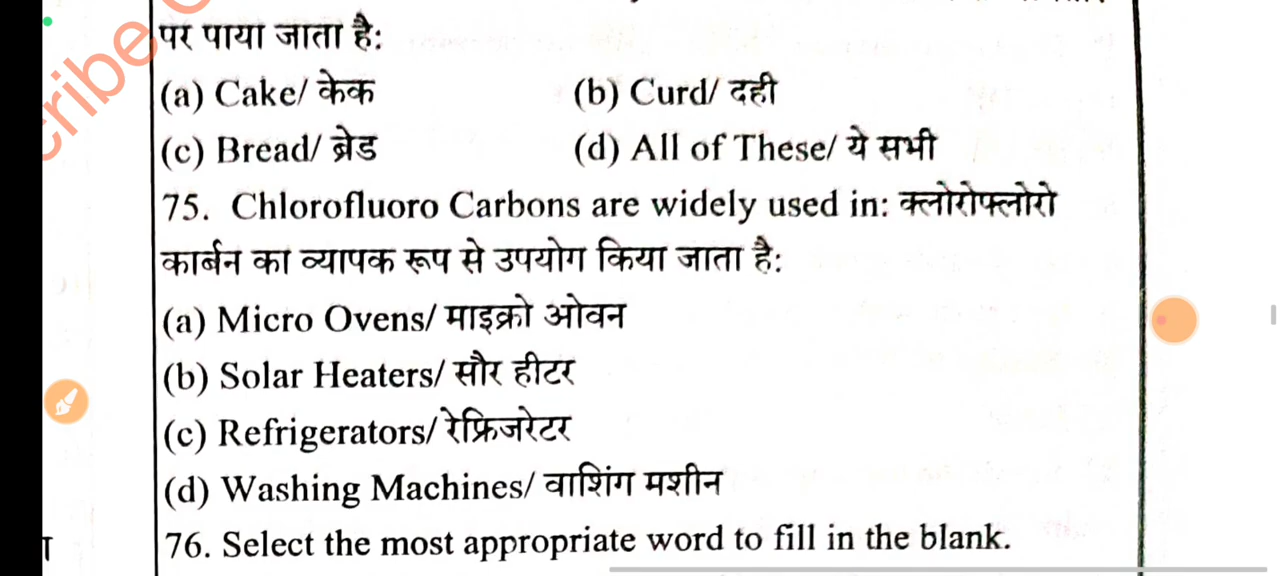 पर पाया जाता है:
(a) Cake/ केक (b) Curd/ दही
(c) Bread/ ब्रेड (d) All of These/ ये सभी
75. Chlorofluoro Carbons are widely used in: क्लोरोफ्लोरो
कार्बन का व्यापक रूप से उपयोग किया जाता है:
(a) Micro Ovens/ माइक्रो ओवन
(b) Solar Heaters/ सौर हीटर
(c) Refrigerators/ रेफ्रिजरेटर
(d) Washing Machines/ वाशिंग मशीन
76. Select the most appropriate word to fill in the blank.